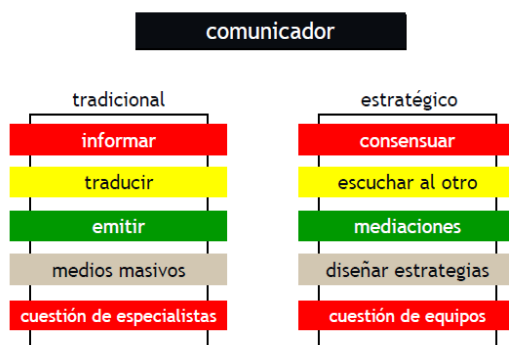 comunicador
tradicional
informar
traducir
emitir
medios masivos
cuestión de especialistas
estratégico
consensuar
escuchar al otro
mediaciones
diseñar estrategias
cuestión de equipos